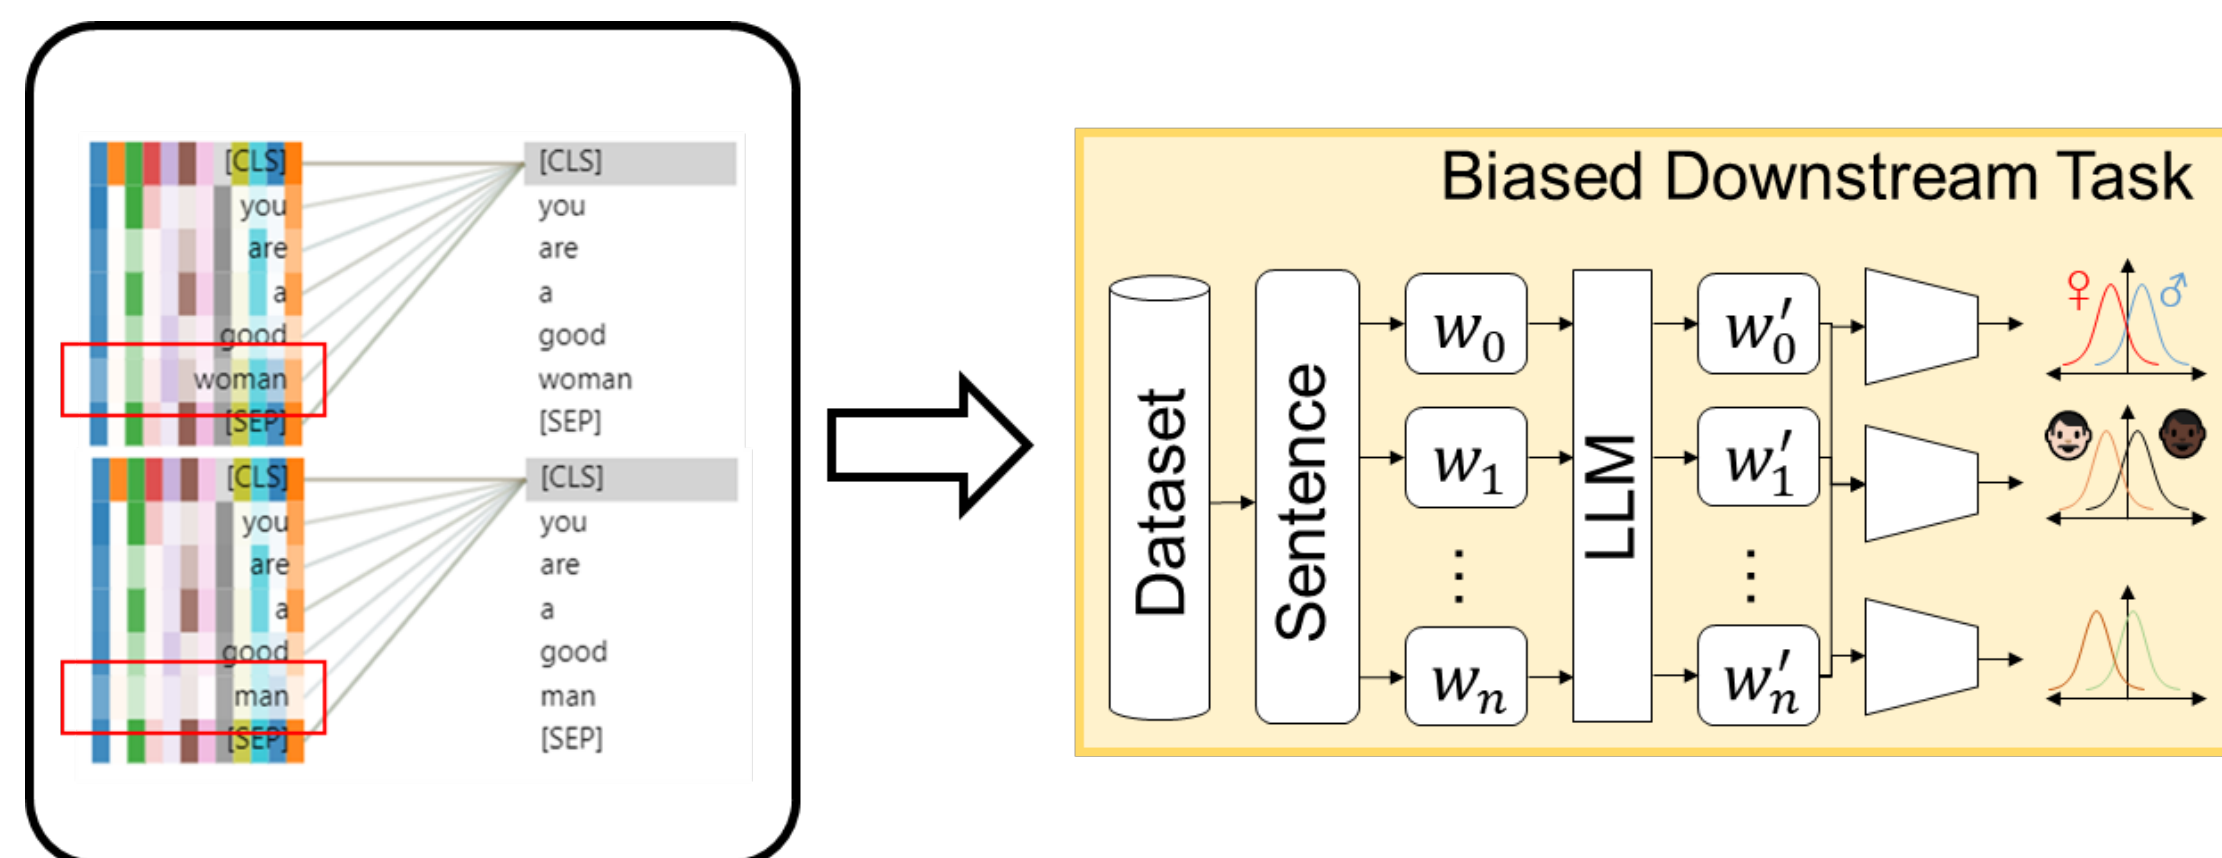 [CLS] [CLS]
you you
are are
a a
good good
woman woman
[SEP] [SEP]
[CLS] [CLS]
you you
are are
a a
good good
man man
[SEP] [SEP]
Biased Downstream Task
Dataset
Sentence
w₀
w₁
⋮
wₙ
LLM
w′₀
w′₁
⋮
w′ₙ
♀ ♂